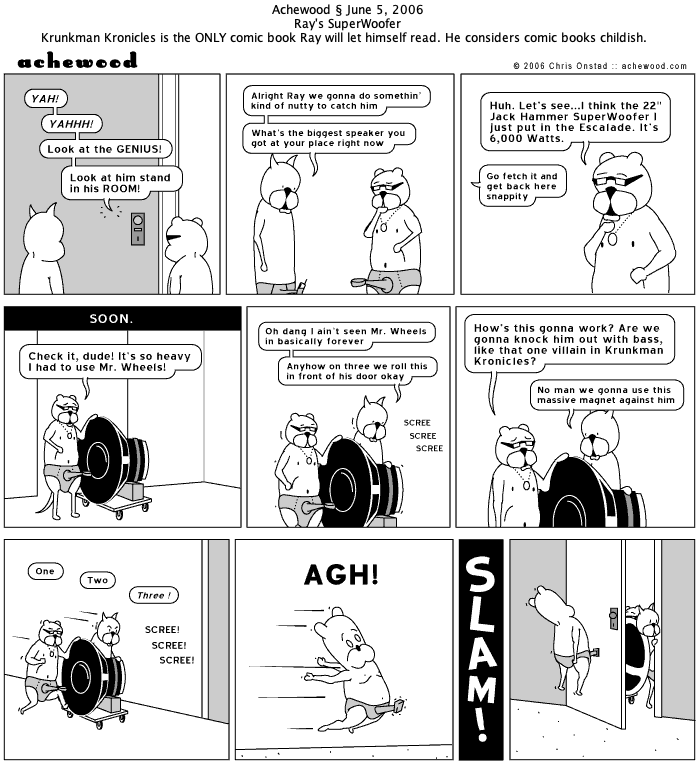 Achewood § June 5, 2006
Ray's SuperWoofer
Krunkman Kronicles is the ONLY comic book Ray will let himself read. He considers comic books childish.
achewood
© 2006 Chris Onstad :: achewood.com
YAH!
YAHHH!
Look at the GENIUS!
Look at him stand
in his ROOM!
Alright Ray we gonna do somethin'
kind of nutty to catch him
What's the biggest speaker you
got at your place right now
Huh. Let's see...I think the 22"
Jack Hammer SuperWoofer I
just put in the Escalade. It's
6,000 Watts.
Go fetch it and
get back here
snappity
SOON.
Check it, dude! It's so heavy
I had to use Mr. Wheels!
Oh dang I ain't seen Mr. Wheels
in basically forever
Anyhow on three we roll this
in front of his door okay
SCREE
SCREE
SCREE
How's this gonna work? Are we
gonna knock him out with bass,
like that one villain in Krunkman
Kronicles?
No man we gonna use this
massive magnet against him
One
Two
Three!
SCREE!
SCREE!
SCREE!
AGH!
SLAM!